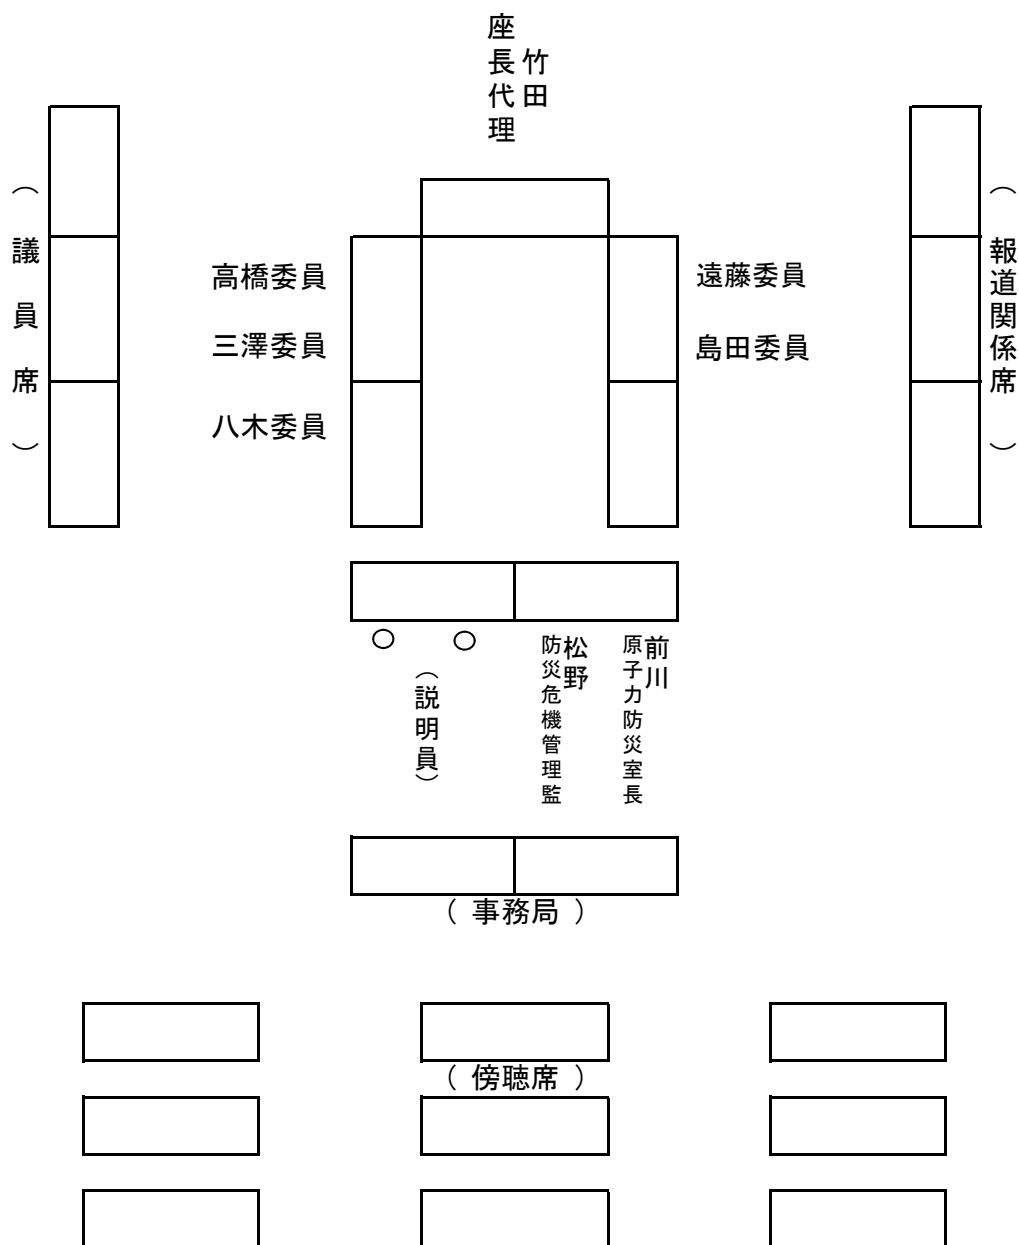 竹田
座長代理
（議員席）
高橋委員
三澤委員
八木委員
遠藤委員
島田委員
（報道関係席）
前川
原子力防災室長
松野
防災危機管理監
○ ○
（説明員）
（ 事務局 ）
（ 傍聴席 ）